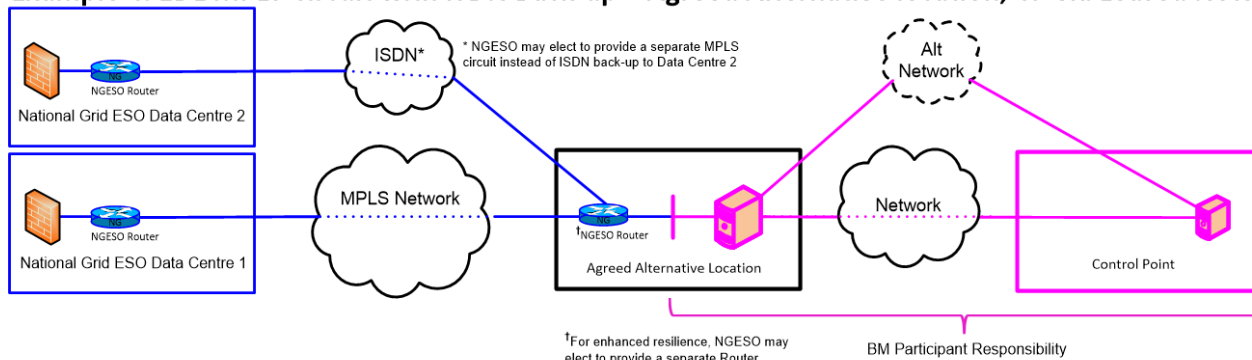 ISDN*
* NGESO may elect to provide a separate MPLS
circuit instead of ISDN back-up to Data Centre 2
Alt
Network
NG
NGESO Router
National Grid ESO Data Centre 2
MPLS Network
Network
NG
NGESO Router
National Grid ESO Data Centre 1
NG
†NGESO Router
Agreed Alternative Location
Control Point
†For enhanced resilience, NGESO may
elect to provide a separate Router
BM Participant Responsibility